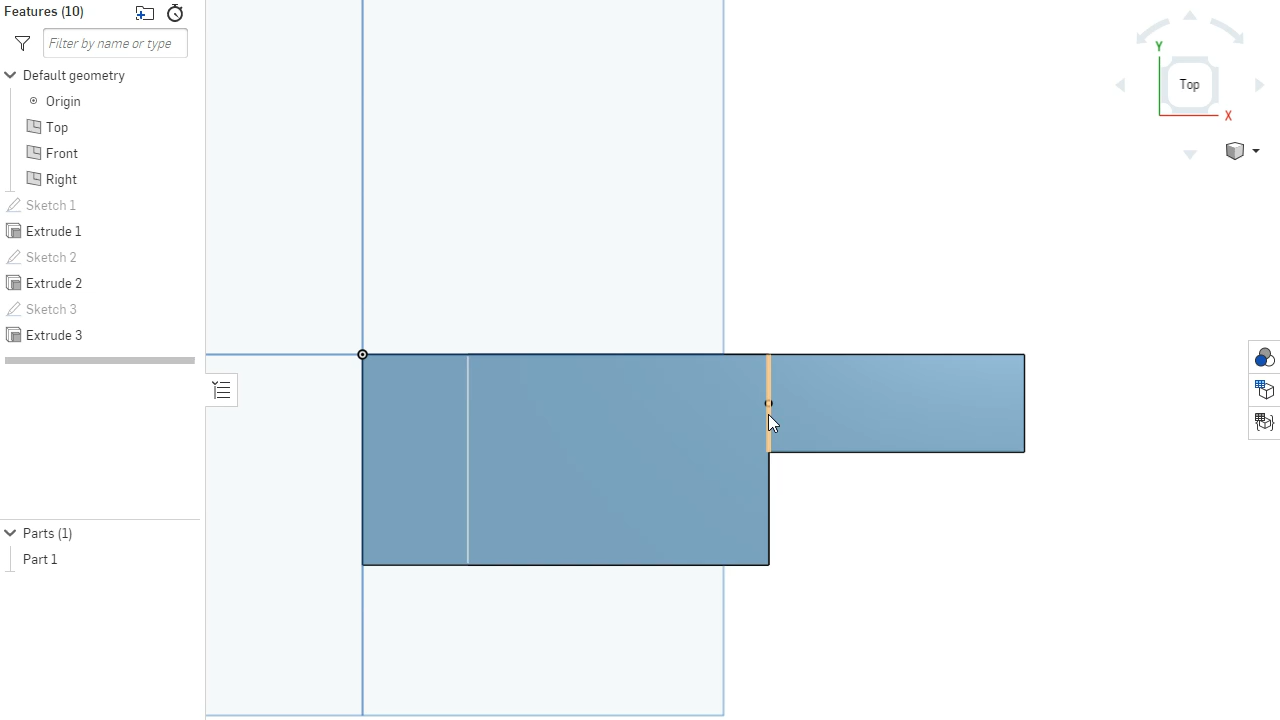 Features (10)
Filter by name or type
Default geometry
Origin
Top
Front
Right
Sketch 1
Extrude 1
Sketch 2
Extrude 2
Sketch 3
Extrude 3
Parts (1)
Part 1
Y
Top
X